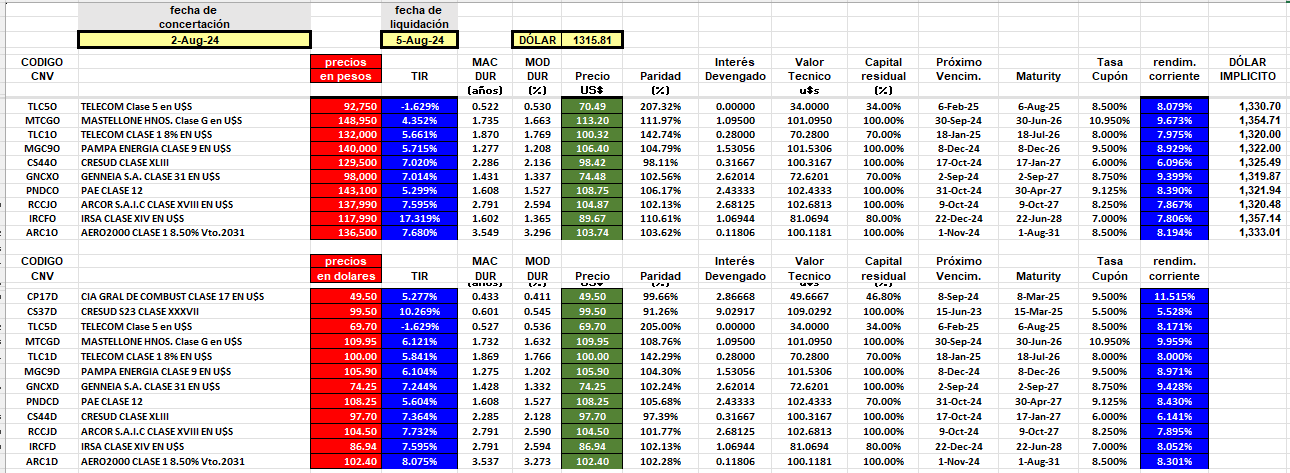 fecha de fecha de
concertación liquidación
2-Aug-24 5-Aug-24 DÓLAR 1315.81
CODIGO precios MAC MOD Interés Valor Capital Próximo Tasa rendim. DÓLAR
CNV en pesos TIR DUR DUR Precio Paridad Devengado Tecnico residual Vencim. Maturity Cupón corriente IMPLICITO
(años) (%) US$ (%) u$s (%)
TLC5O TELECOM Clase 5 en U$S 92,750 -1.629% 0.522 0.530 70.49 207.32% 0.00000 34.0000 34.00% 6-Feb-25 6-Aug-25 8.500% 8.079% 1,330.70
MTCGO MASTELLONE HNOS. Clase G en U$S 148,950 4.352% 1.735 1.663 113.20 111.97% 1.09500 101.0950 100.00% 30-Sep-24 30-Jun-26 10.950% 9.673% 1,354.71
TLC1O TELECOM CLASE 1 8% EN U$S 132,000 5.661% 1.870 1.769 100.32 142.74% 0.28000 70.2800 70.00% 18-Jan-25 18-Jul-26 8.000% 7.975% 1,320.00
MGC9O PAMPA ENERGIA CLASE 9 EN U$S 140,000 5.715% 1.277 1.208 106.40 104.79% 1.53056 101.5306 100.00% 8-Dec-24 8-Dec-26 9.500% 8.929% 1,322.00
CS44O CRESUD CLASE XLIII 129,500 7.020% 2.286 2.136 98.42 98.11% 0.31667 100.3167 100.00% 17-Oct-24 17-Jan-27 6.000% 6.096% 1,325.49
GNCXO GENNEIA S.A. CLASE 31 EN U$S 98,000 7.014% 1.431 1.337 74.48 102.56% 2.62014 72.6201 70.00% 2-Sep-24 2-Sep-27 8.750% 9.399% 1,319.87
PNDCO PAE CLASE 12 143,100 5.299% 1.608 1.527 108.75 106.17% 2.43333 102.4333 100.00% 31-Oct-24 30-Apr-27 9.125% 8.390% 1,321.94
RCCJO ARCOR S.A.I.C CLASE XVIII EN U$S 137,990 7.595% 2.791 2.594 104.87 102.13% 2.68125 102.6813 100.00% 9-Oct-24 9-Oct-27 8.250% 7.867% 1,320.48
IRCFO IRSA CLASE XIV EN U$S 117,990 17.319% 1.602 1.365 89.67 110.61% 1.06944 81.0694 80.00% 22-Dec-24 22-Jun-28 7.000% 7.806% 1,357.14
ARC1O AERO2000 CLASE 1 8.50% Vto.2031 136,500 7.680% 3.549 3.296 103.74 103.62% 0.11806 100.1181 100.00% 1-Nov-24 1-Aug-31 8.500% 8.194% 1,333.01
CODIGO precios MAC MOD Interés Valor Capital Próximo Tasa rendim.
CNV en dolares TIR DUR DUR Precio Paridad Devengado Tecnico residual Vencim. Maturity Cupón corriente
(años) (%) US$ (%) u$s (%)
CP17D CIA GRAL DE COMBUST CLASE 17 EN U$S 49.50 5.277% 0.433 0.411 49.50 99.66% 2.86668 49.6667 46.80% 8-Sep-24 8-Mar-25 9.500% 11.515%
CS37D CRESUD S23 CLASE XXXVII 99.50 10.269% 0.601 0.545 99.50 91.26% 9.02917 109.0292 100.00% 15-Jun-23 15-Mar-25 5.500% 5.528%
TLC5D TELECOM Clase 5 en U$S 69.70 -1.629% 0.527 0.536 69.70 205.00% 0.00000 34.0000 34.00% 6-Feb-25 6-Aug-25 8.500% 8.171%
MTCGD MASTELLONE HNOS. Clase G en U$S 109.95 6.121% 1.732 1.632 109.95 108.76% 1.09500 101.0950 100.00% 30-Sep-24 30-Jun-26 10.950% 9.959%
TLC1D TELECOM CLASE 1 8% EN U$S 100.00 5.841% 1.869 1.766 100.00 142.29% 0.28000 70.2800 70.00% 18-Jan-25 18-Jul-26 8.000% 8.000%
MGC9D PAMPA ENERGIA CLASE 9 EN U$S 105.90 6.104% 1.275 1.202 105.90 104.30% 1.53056 101.5306 100.00% 8-Dec-24 8-Dec-26 9.500% 8.971%
GNCXD GENNEIA S.A. CLASE 31 EN U$S 74.25 7.244% 1.428 1.332 74.25 102.24% 2.62014 72.6201 70.00% 2-Sep-24 2-Sep-27 8.750% 9.428%
PNDCD PAE CLASE 12 108.25 5.604% 1.608 1.527 108.25 105.68% 2.43333 102.4333 70.00% 31-Oct-24 30-Apr-27 9.125% 8.430%
CS44D CRESUD CLASE XLIII 97.70 7.364% 2.285 2.128 97.70 97.39% 0.31667 100.3167 100.00% 17-Oct-24 17-Jan-27 6.000% 6.141%
RCCJD ARCOR S.A.I.C CLASE XVIII EN U$S 104.50 7.732% 2.791 2.590 104.50 101.77% 2.68125 102.6813 100.00% 9-Oct-24 9-Oct-27 8.250% 7.895%
IRCFD IRSA CLASE XIV EN U$S 86.94 7.595% 2.791 2.594 86.94 102.13% 1.06944 81.0694 80.00% 22-Dec-24 22-Jun-28 7.000% 8.052%
ARC1D AERO2000 CLASE 1 8.50% Vto.2031 102.40 8.075% 3.537 3.273 102.40 102.28% 0.11806 100.1181 100.00% 1-Nov-24 1-Aug-31 8.500% 8.301%